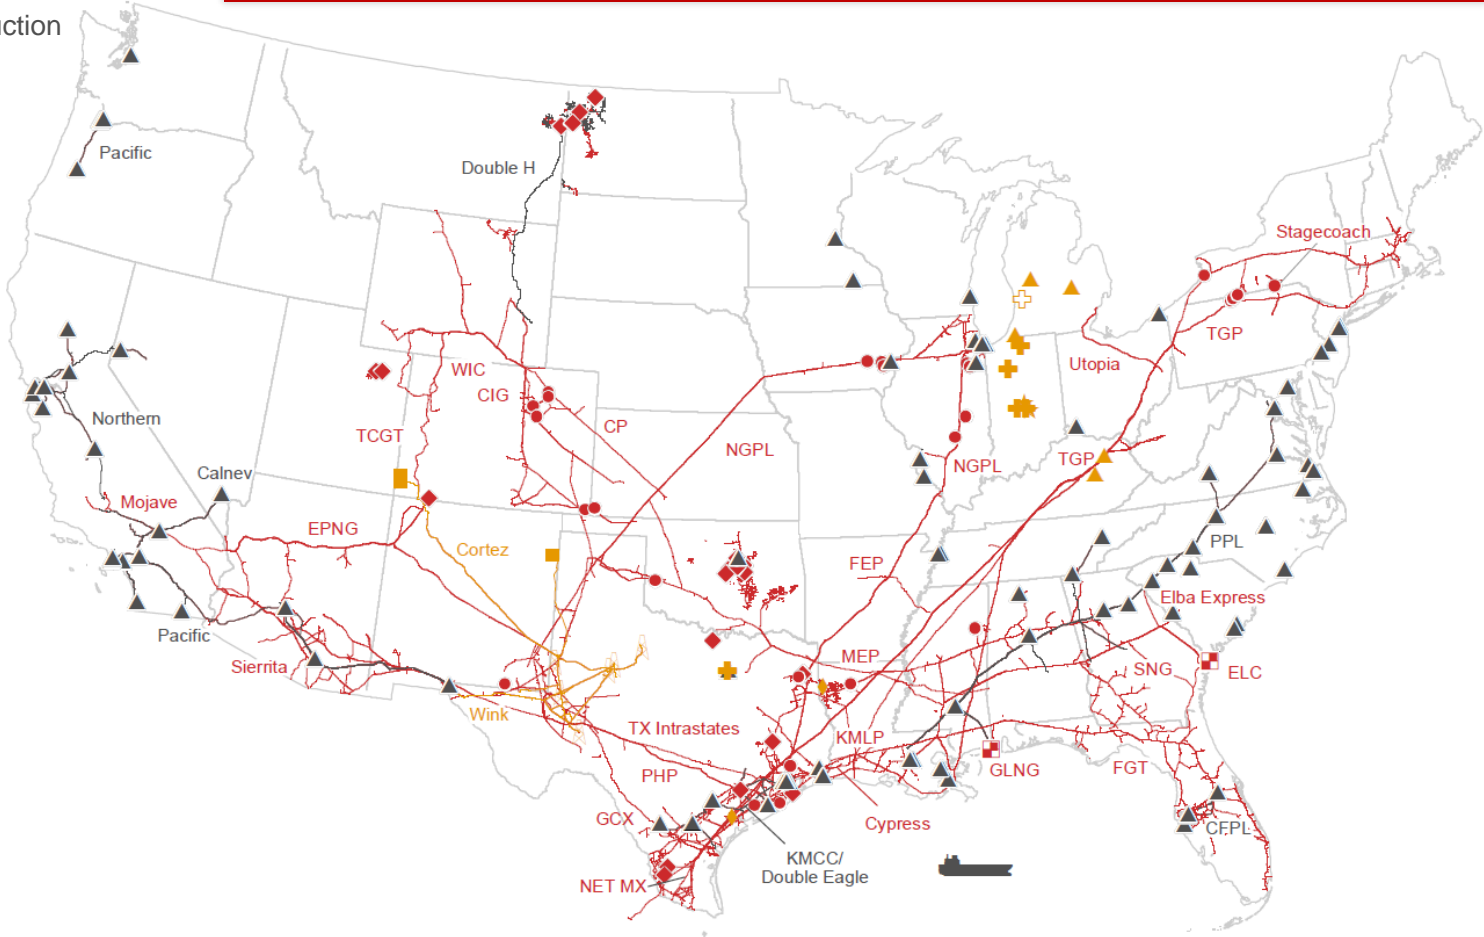 uction
Pacific
Double H
Stagecoach
TGP
Utopia
WIC
CIG
CP
Northern
TCGT
NGPL
NGPL
TGP
Calnev
Mojave
EPNG
Cortez
FEP
PPL
Elba Express
Pacific
Sierrita
MEP
SNG
ELC
Wink
TX Intrastates
KMLP
PHP
GLNG
FGT
GCX
Cypress
CFPL
KMCC/
Double Eagle
NET MX